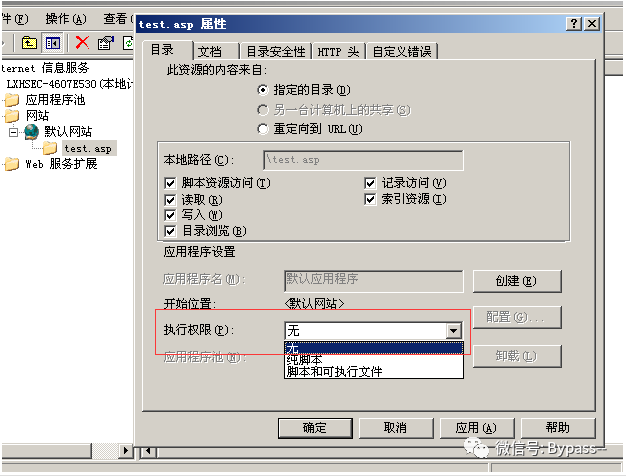 件(F) 操作(A) 查看(
test.asp 属性
ternet 信息服务
LXHSEC-4607E530(本地计
应用程序池
网站
默认网站
test.asp
Web 服务扩展
目录 文档 目录安全性 HTTP 头 自定义错误
此资源的内容来自:
指定的目录(D)
另一台计算机上的共享(S)
重定向到 URL(U)
本地路径(C): \test.asp
脚本资源访问(T) 记录访问(V)
读取(R) 索引资源(I)
写入(W)
目录浏览(B)
应用程序设置
应用程序名(M): 默认应用程序 创建(E)
开始位置: <默认网站>
执行权限(P): 无 配置(G)...
无
应用程序池(N): 纯脚本 卸载(L)
脚本和可执行文件
确定 取消 应用(A) 帮助
微信号: Bypass--